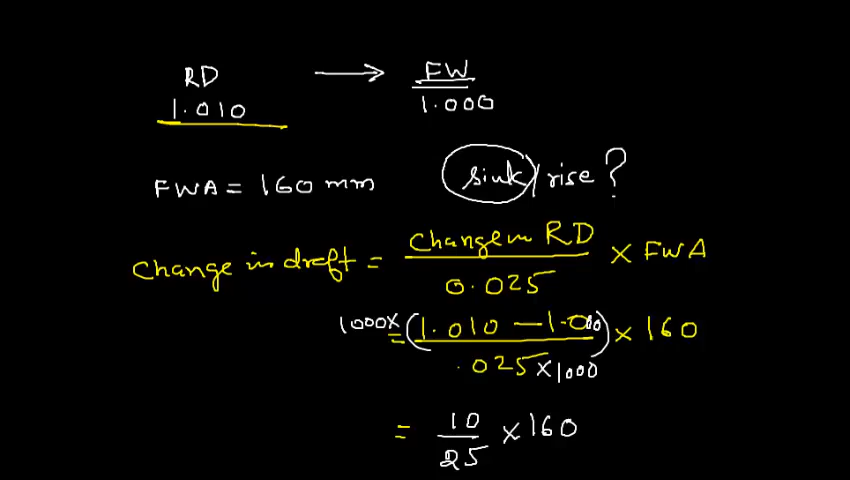 RD → FW
1.010 1.000
FWA = 160 mm sink/rise?
Change in draft = Change in RD / 0.025 × FWA
1000× = (1.010 — 1.000) / .025 × 1000 × 160
= 10 / 25 × 160